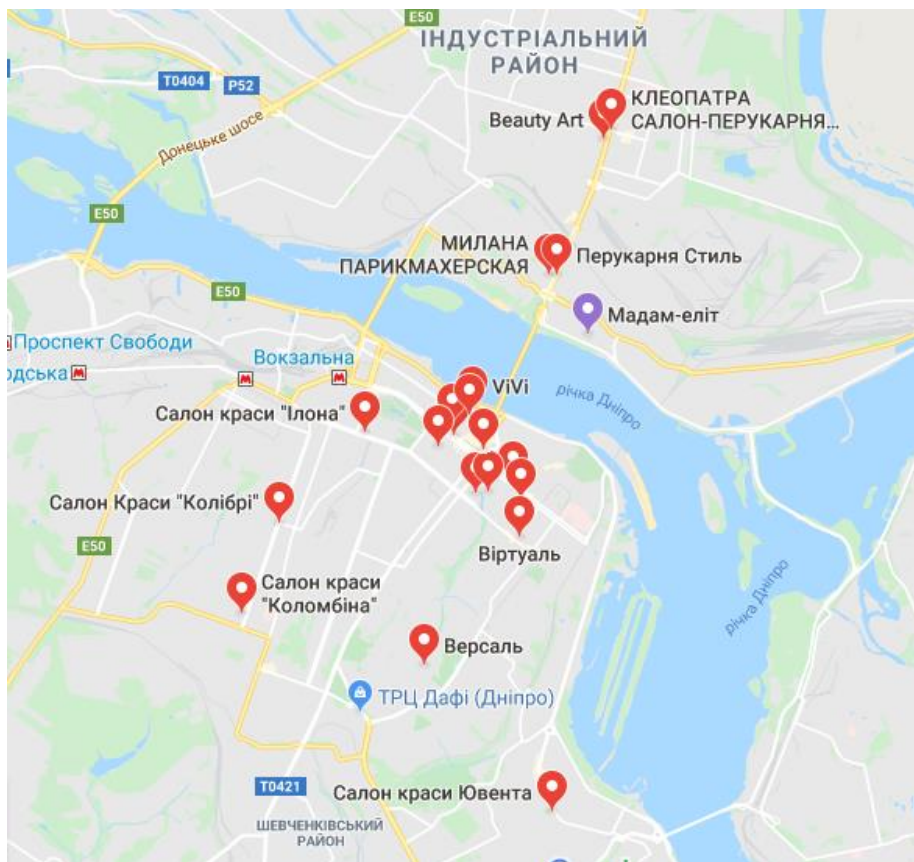 E50
ІНДУСТРІАЛЬНИЙ
РАЙОН
T0404
P52
Донецьке шосе
Beauty Art
КЛЕОПАТРА
САЛОН-ПЕРУКАРНЯ...
E50
МИЛАНА
ПАРИКМАХЕРСКАЯ
Перукарня Стиль
E50
Мадам-еліт
Проспект Свободи
одська
Вокзальна
ViVi
річка Дніпро
Салон краси "Ілона"
Салон Краси "Колібрі"
E50
Віртуаль
Салон краси
"Коломбіна"
річка Дніпро
Версаль
ТРЦ Дафі (Дніпро)
T0421
Салон краси Ювента
ШЕВЧЕНКІВСЬКИЙ
РАЙОН